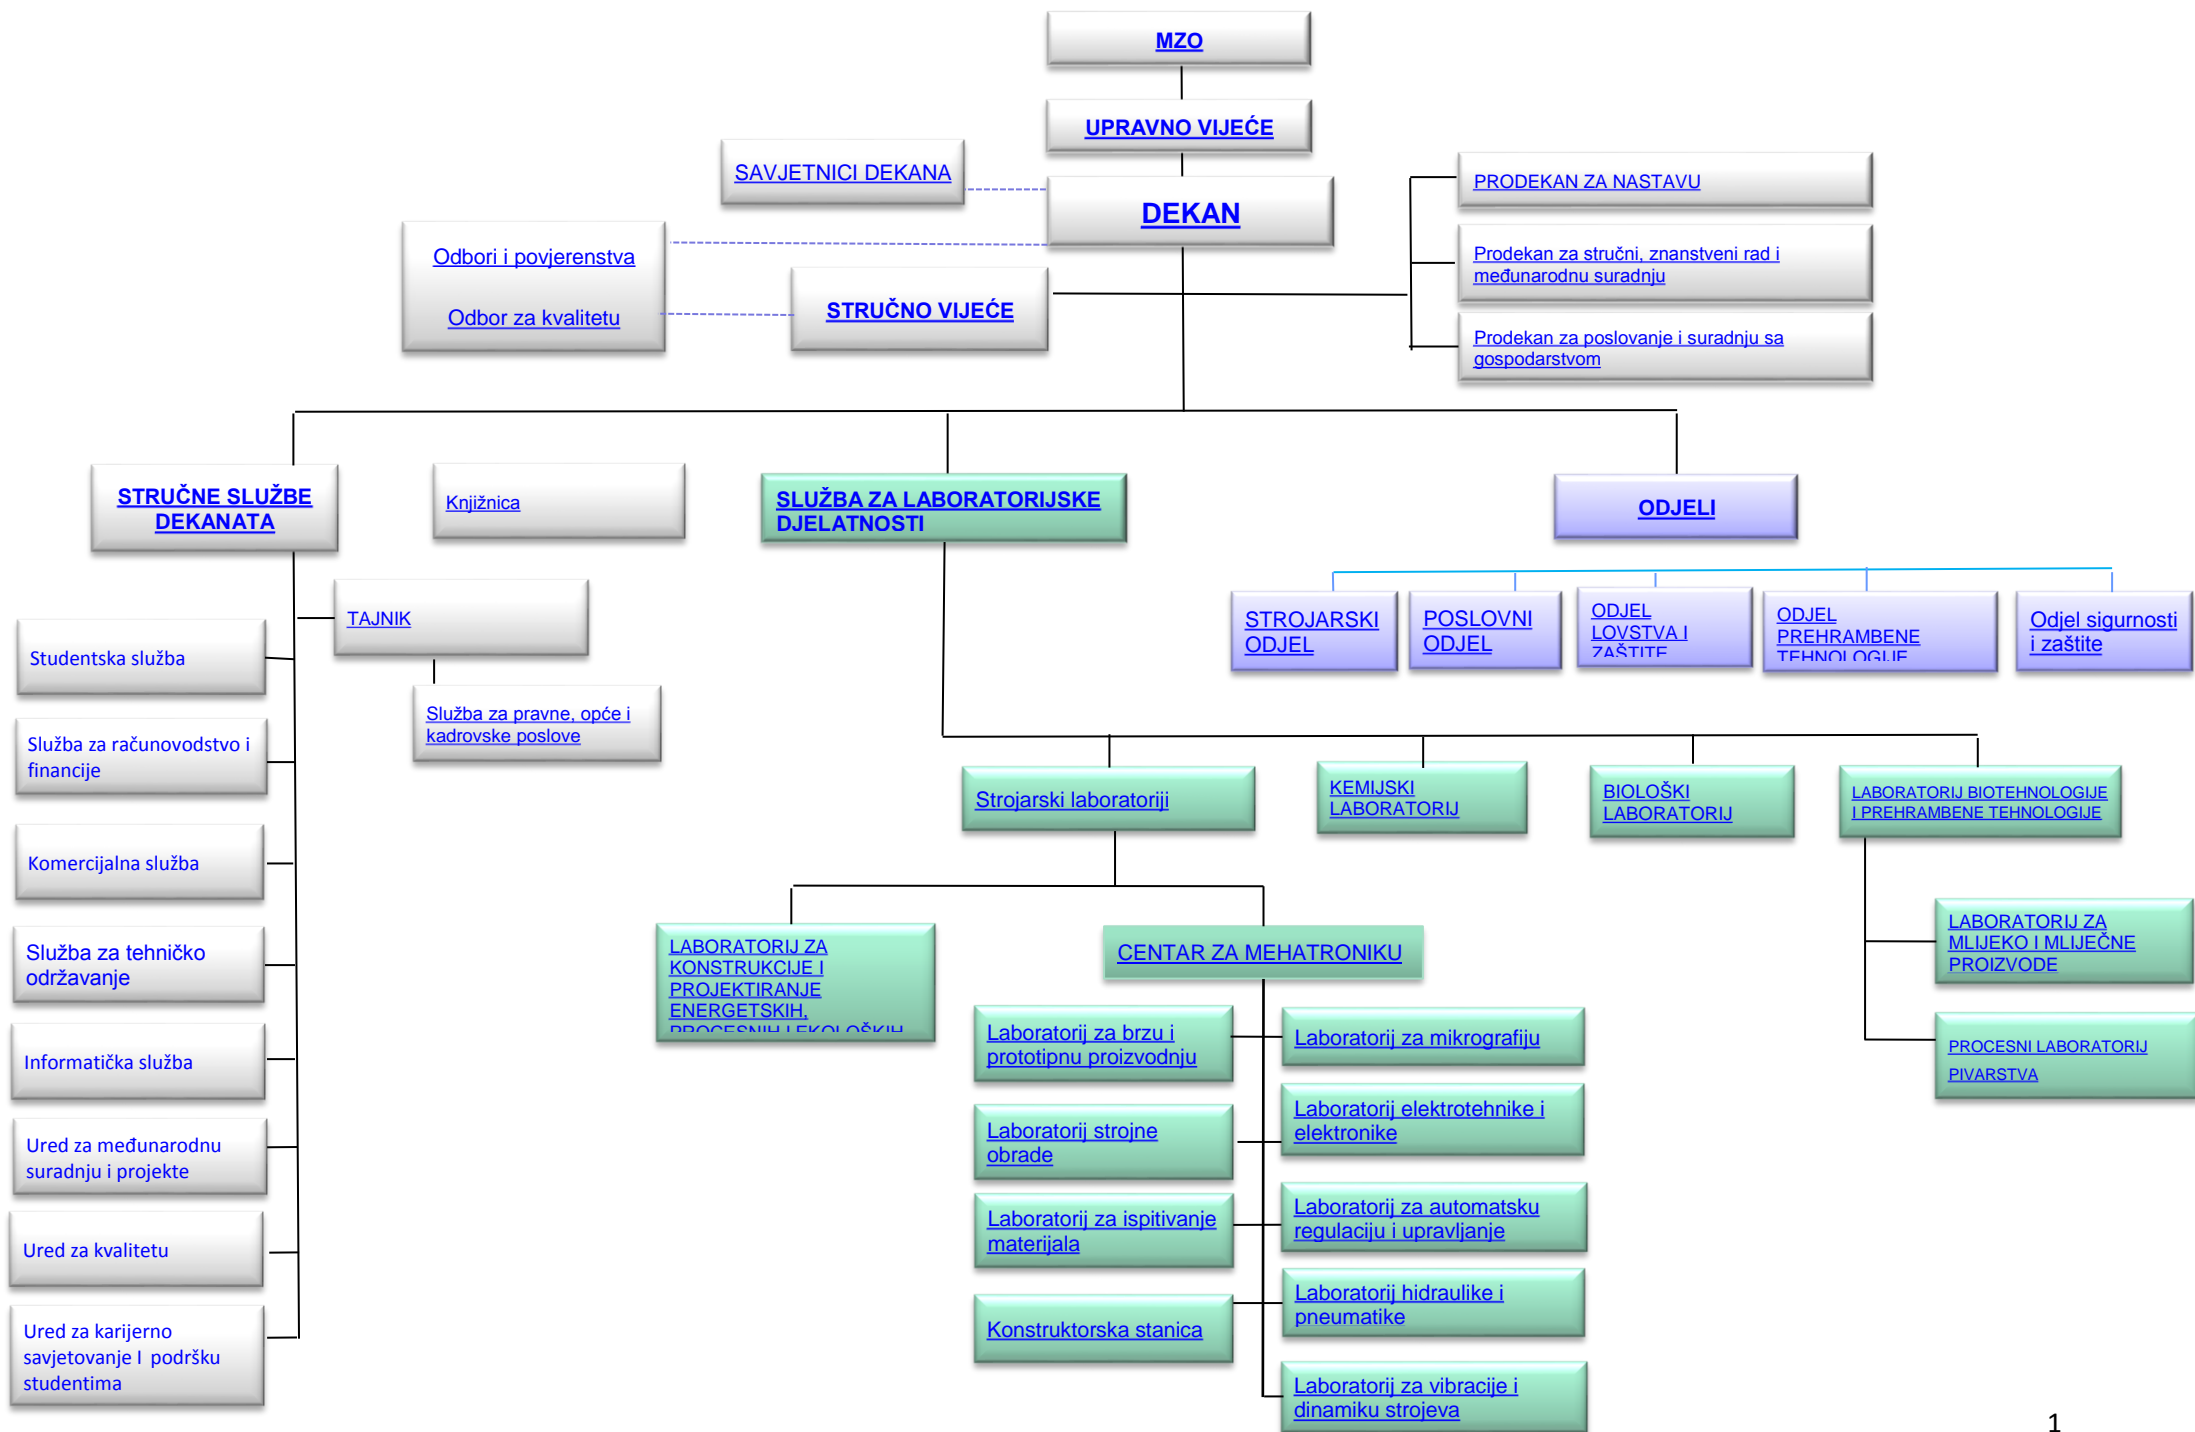 MZO
UPRAVNO VIJEĆE
SAVJETNICI DEKANA
DEKAN
PRODEKAN ZA NASTAVU
Odbori i povjerenstva
Odbor za kvalitetu
STRUČNO VIJEĆE
Prodekan za stručni, znanstveni rad i
međunarodnu suradnju
Prodekan za poslovanje i suradnju sa
gospodarstvom
STRUČNE SLUŽBE
DEKANATA
Knjižnica
SLUŽBA ZA LABORATORIJSKE
DJELATNOSTI
ODJELI
TAJNIK
Služba za pravne, opće i
kadrovske poslove
Studentska služba
Služba za računovodstvo i
financije
Komercijalna služba
Služba za tehničko
održavanje
Informatička služba
Ured za međunarodnu
suradnju i projekte
Ured za kvalitetu
Ured za karijerno
savjetovanje I podršku
studentima
STROJARSKI
ODJEL
POSLOVNI
ODJEL
ODJEL
LOVSTVA I
ZAŠTITE
ODJEL
PREHRAMBENE
TEHNOLOGIJE
Odjel sigurnosti
i zaštite
Strojarski laboratoriji
KEMIJSKI
LABORATORIJ
BIOLOŠKI
LABORATORIJ
LABORATORIJ BIOTEHNOLOGIJE
I PREHRAMBENE TEHNOLOGIJE
LABORATORIJ ZA
KONSTRUKCIJE I
PROJEKTIRANJE
ENERGETSKIH,
PROCESNIH I EKOLOŠKIH
CENTAR ZA MEHATRONIKU
LABORATORIJ ZA
MLIJEKO I MLIJEČNE
PROIZVODE
PROCESNI LABORATORIJ
PIVARSTVA
Laboratorij za brzu i
prototipnu proizvodnju
Laboratorij za mikrografiju
Laboratorij strojne
obrade
Laboratorij elektrotehnike i
elektronike
Laboratorij za ispitivanje
materijala
Laboratorij za automatsku
regulaciju i upravljanje
Konstruktorska stanica
Laboratorij hidraulike i
pneumatike
Laboratorij za vibracije i
dinamiku strojeva
1